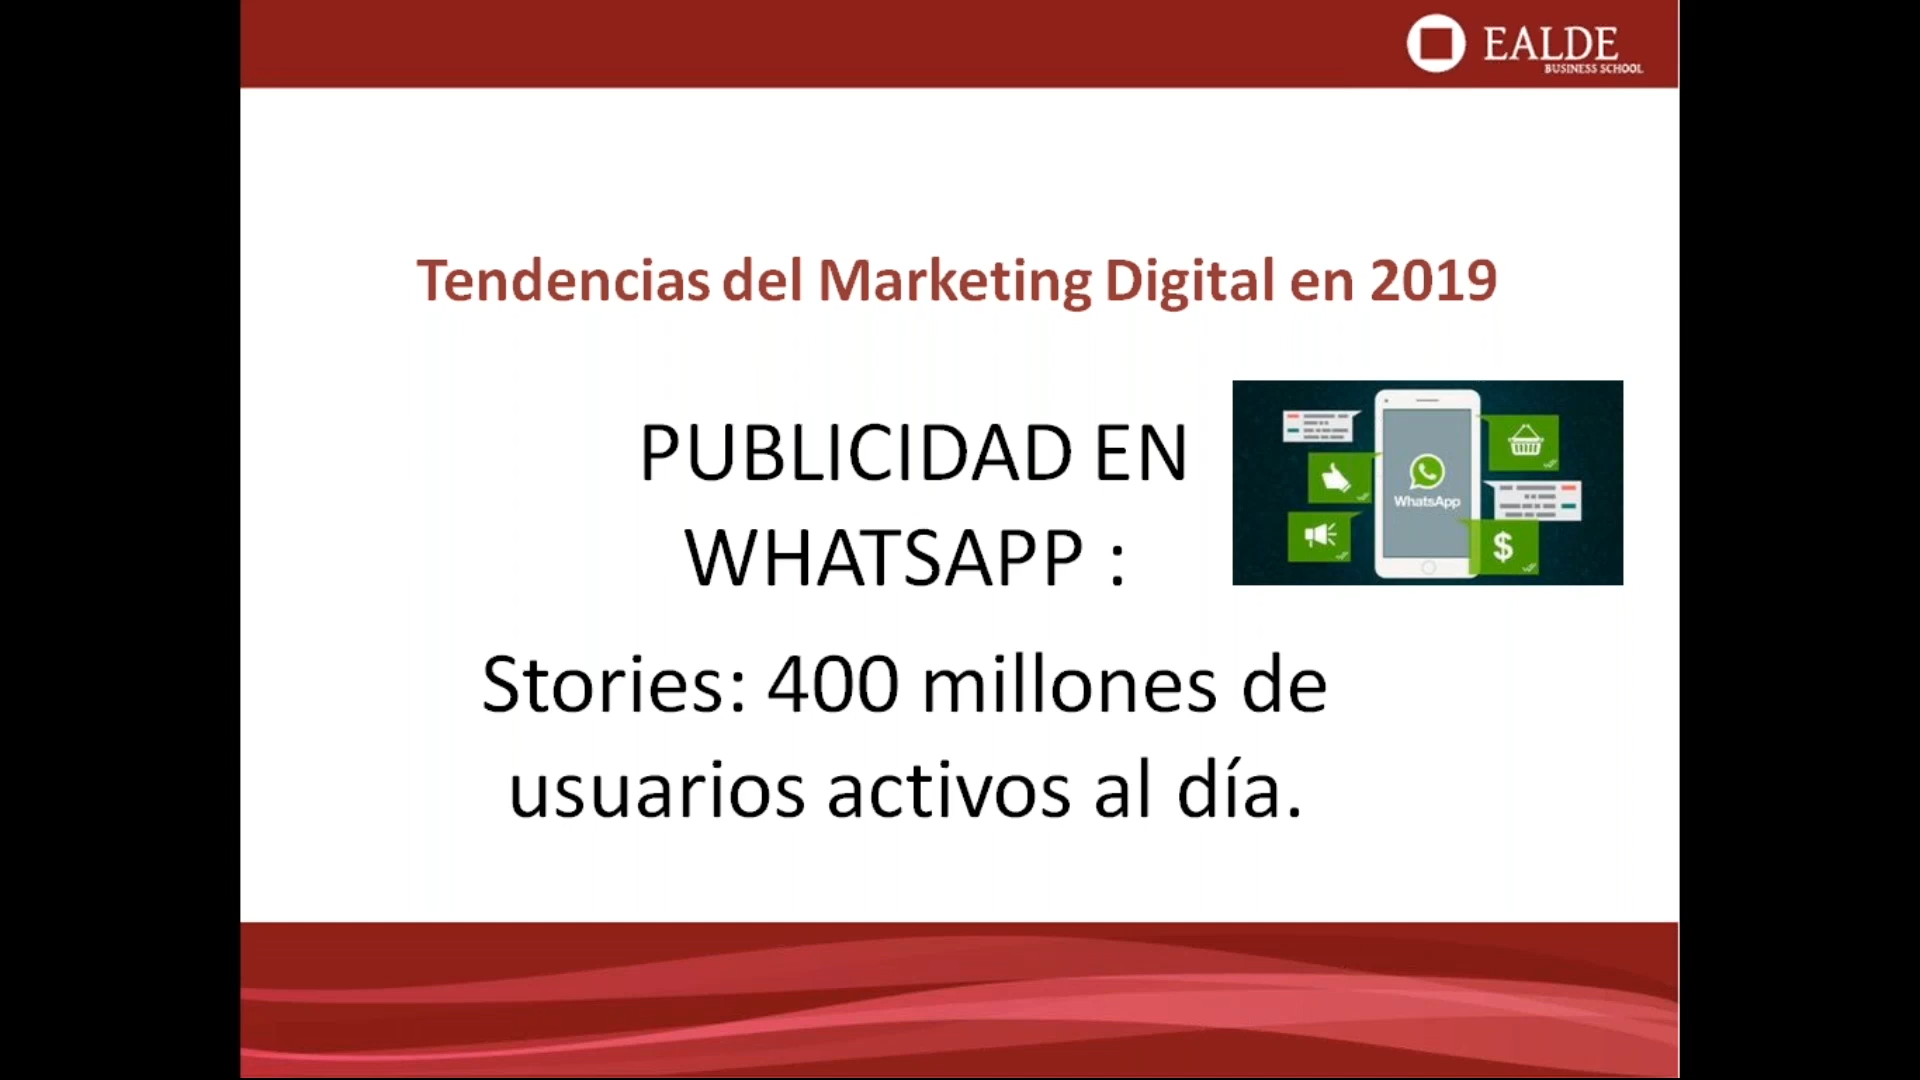 EALDE
BUSINESS SCHOOL
Tendencias del Marketing Digital en 2019
PUBLICIDAD EN
WHATSAPP :
WhatsApp
$
Stories: 400 millones de
usuarios activos al día.